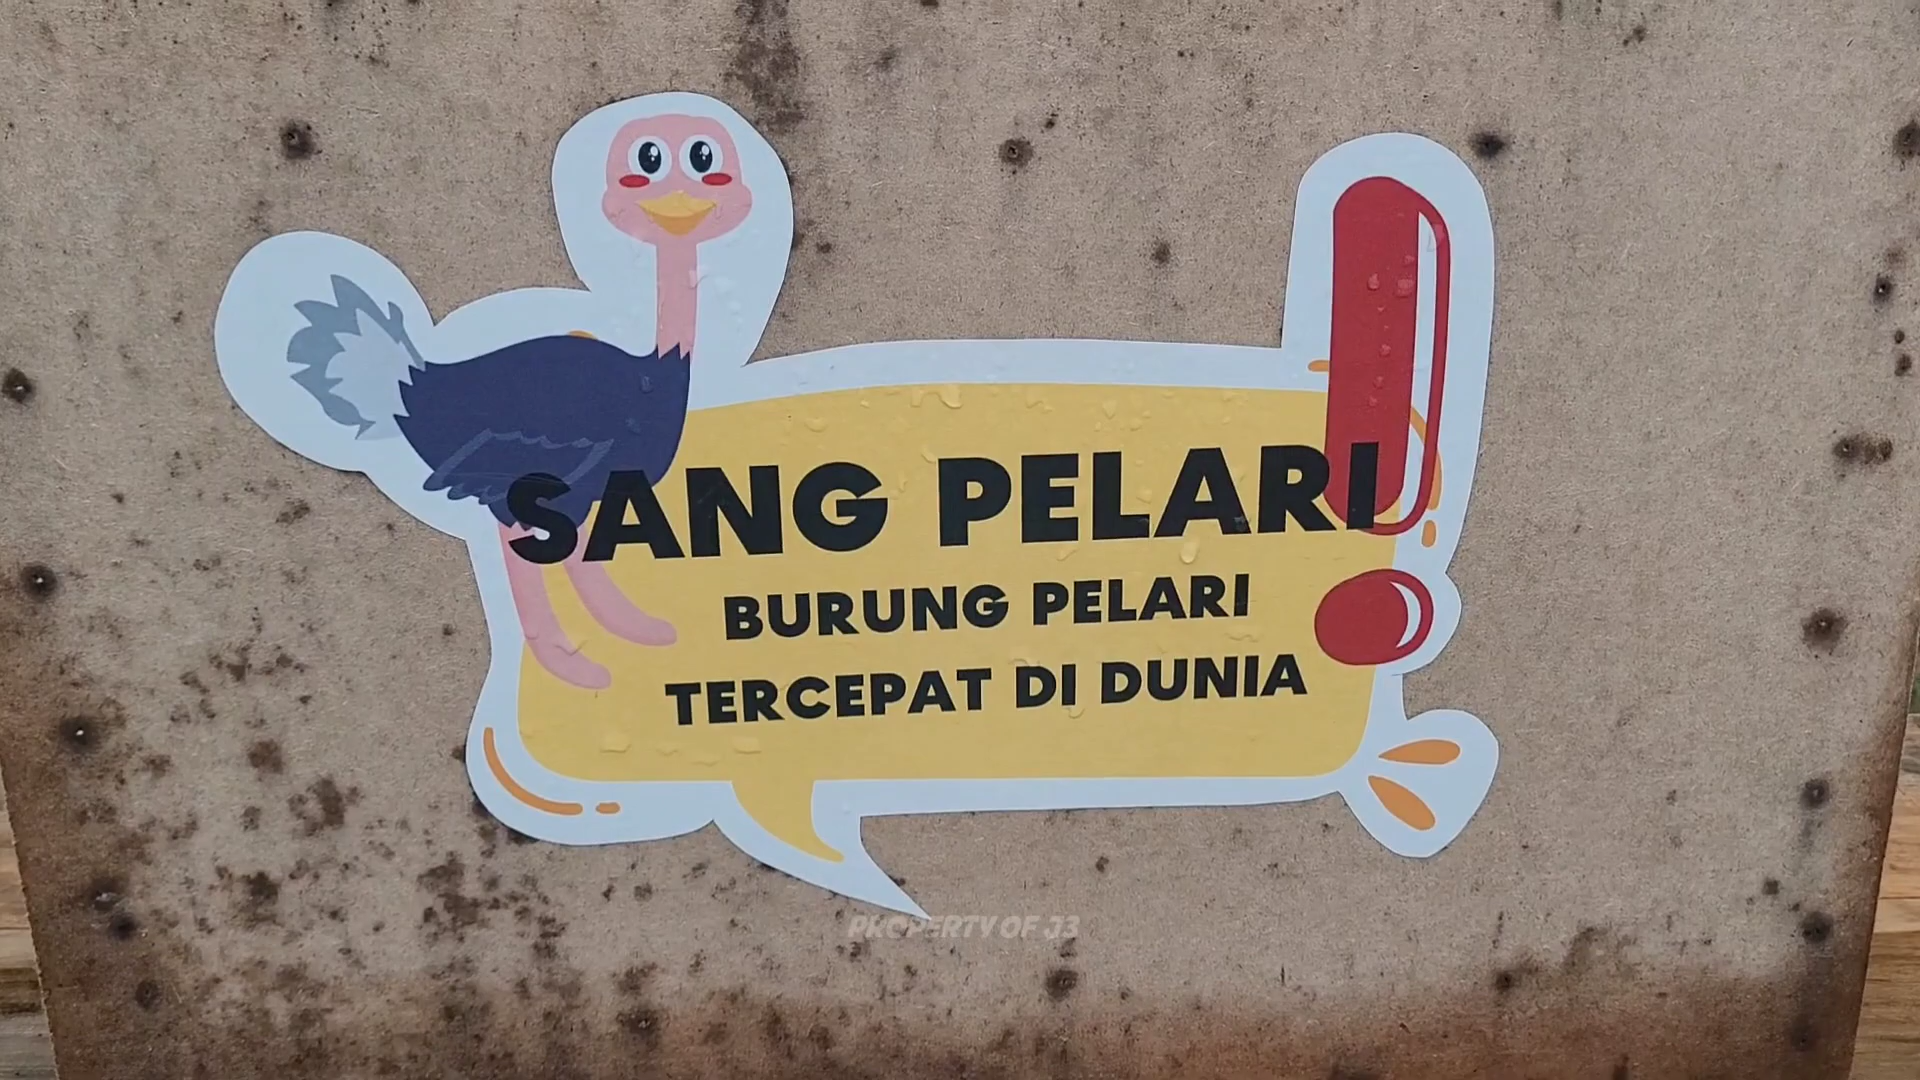 SANG PELARI
BURUNG PELARI
TERCEPAT DI DUNIA
PROPERTY OF J3